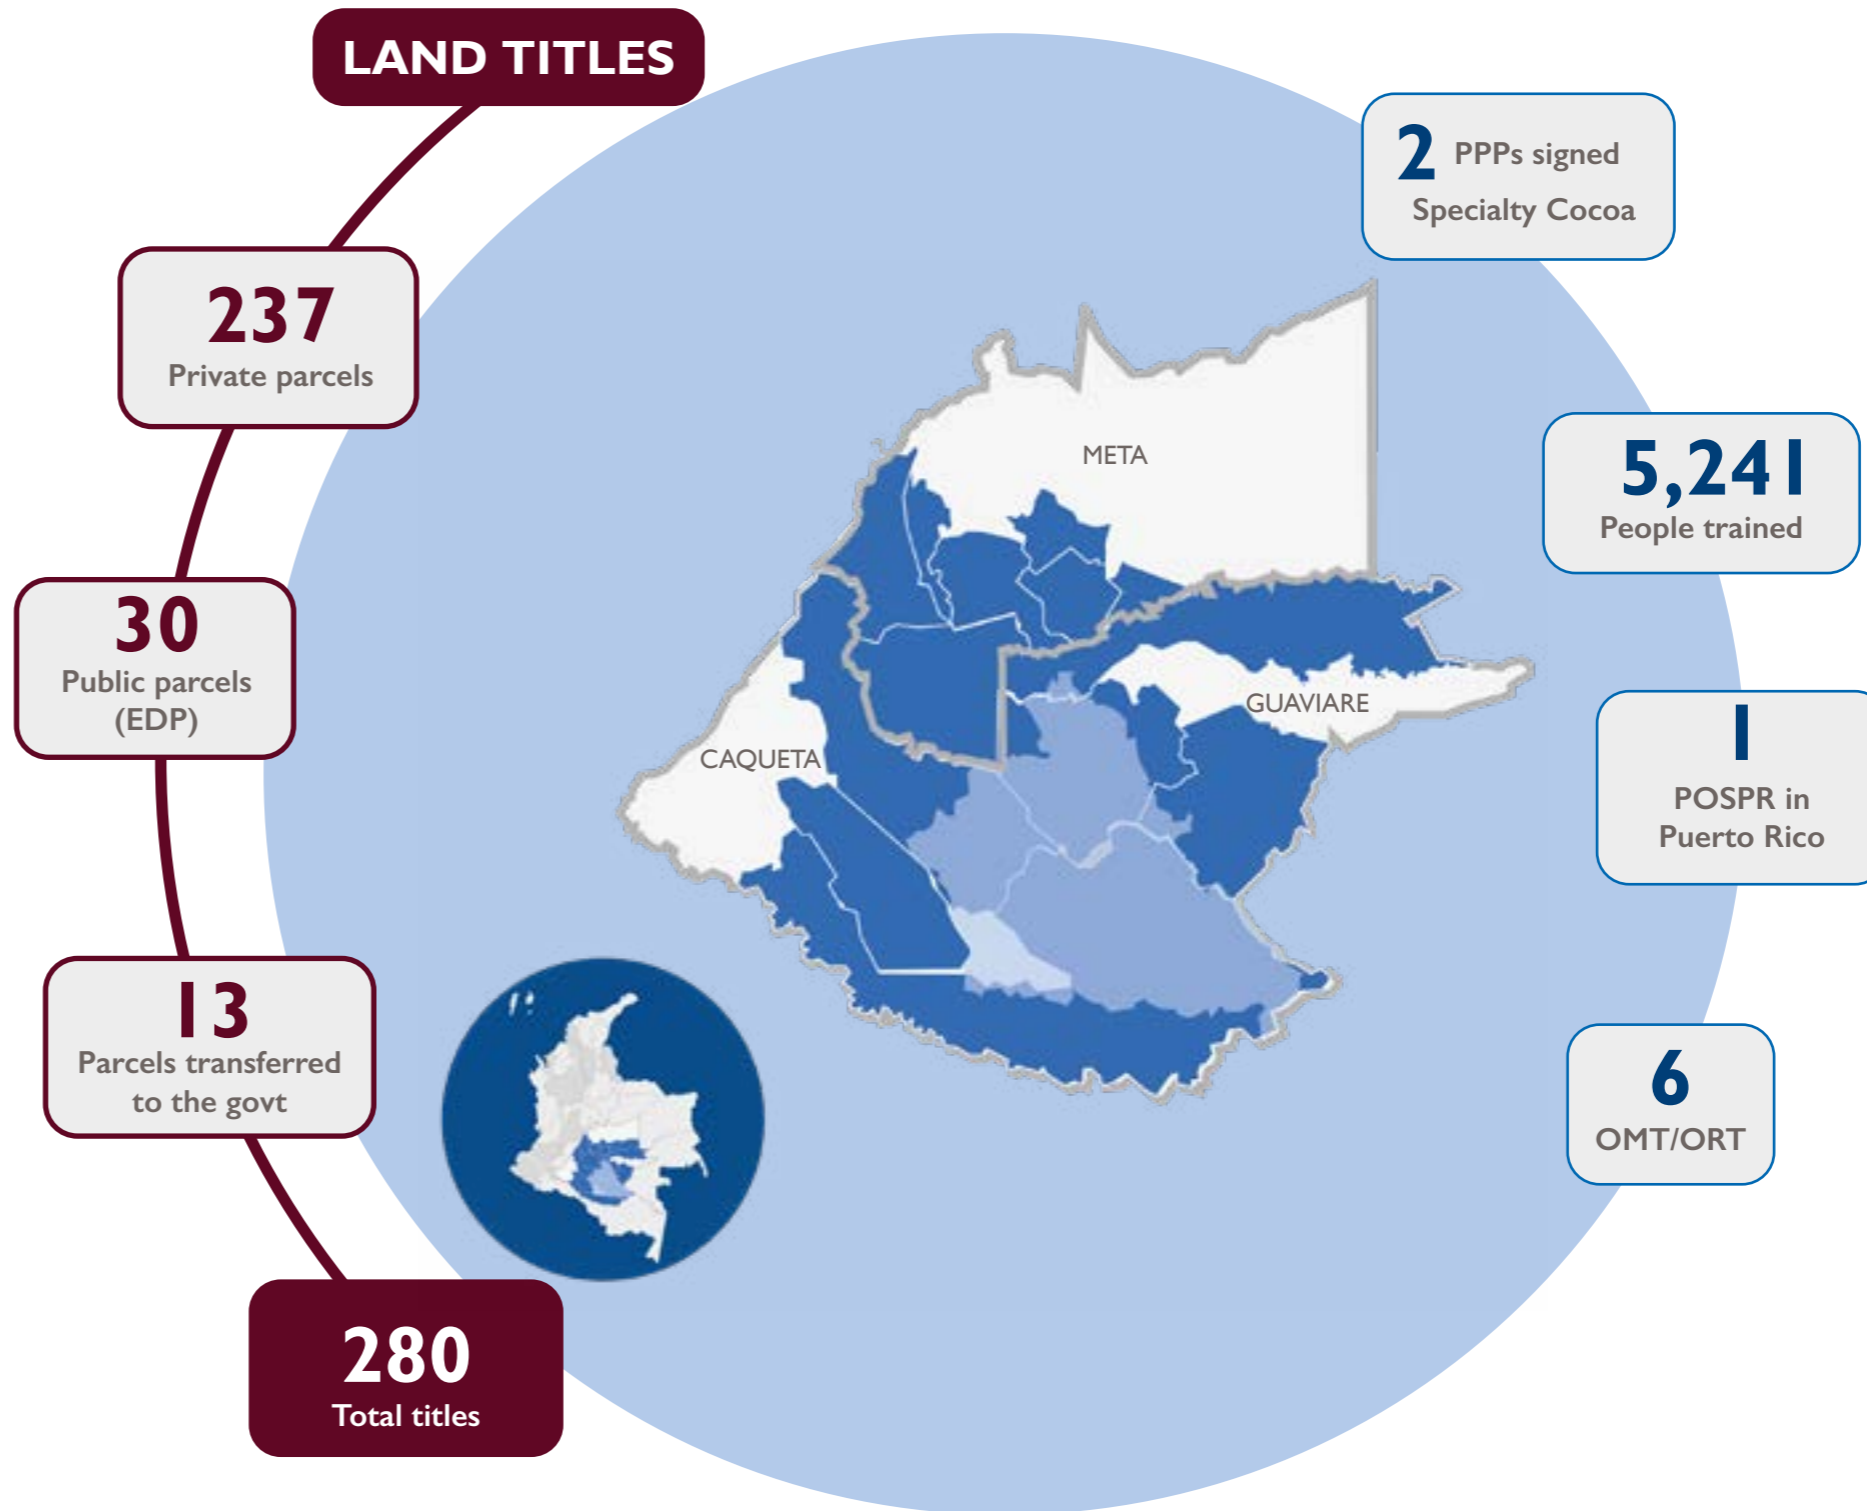 LAND TITLES
237
Private parcels
30
Public parcels
(EDP)
13
Parcels transferred
to the govt
280
Total titles
META
GUAVIARE
CAQUETA
2 PPPs signed
Specialty Cocoa
5,241
People trained
1
POSPR in
Puerto Rico
6
OMT/ORT